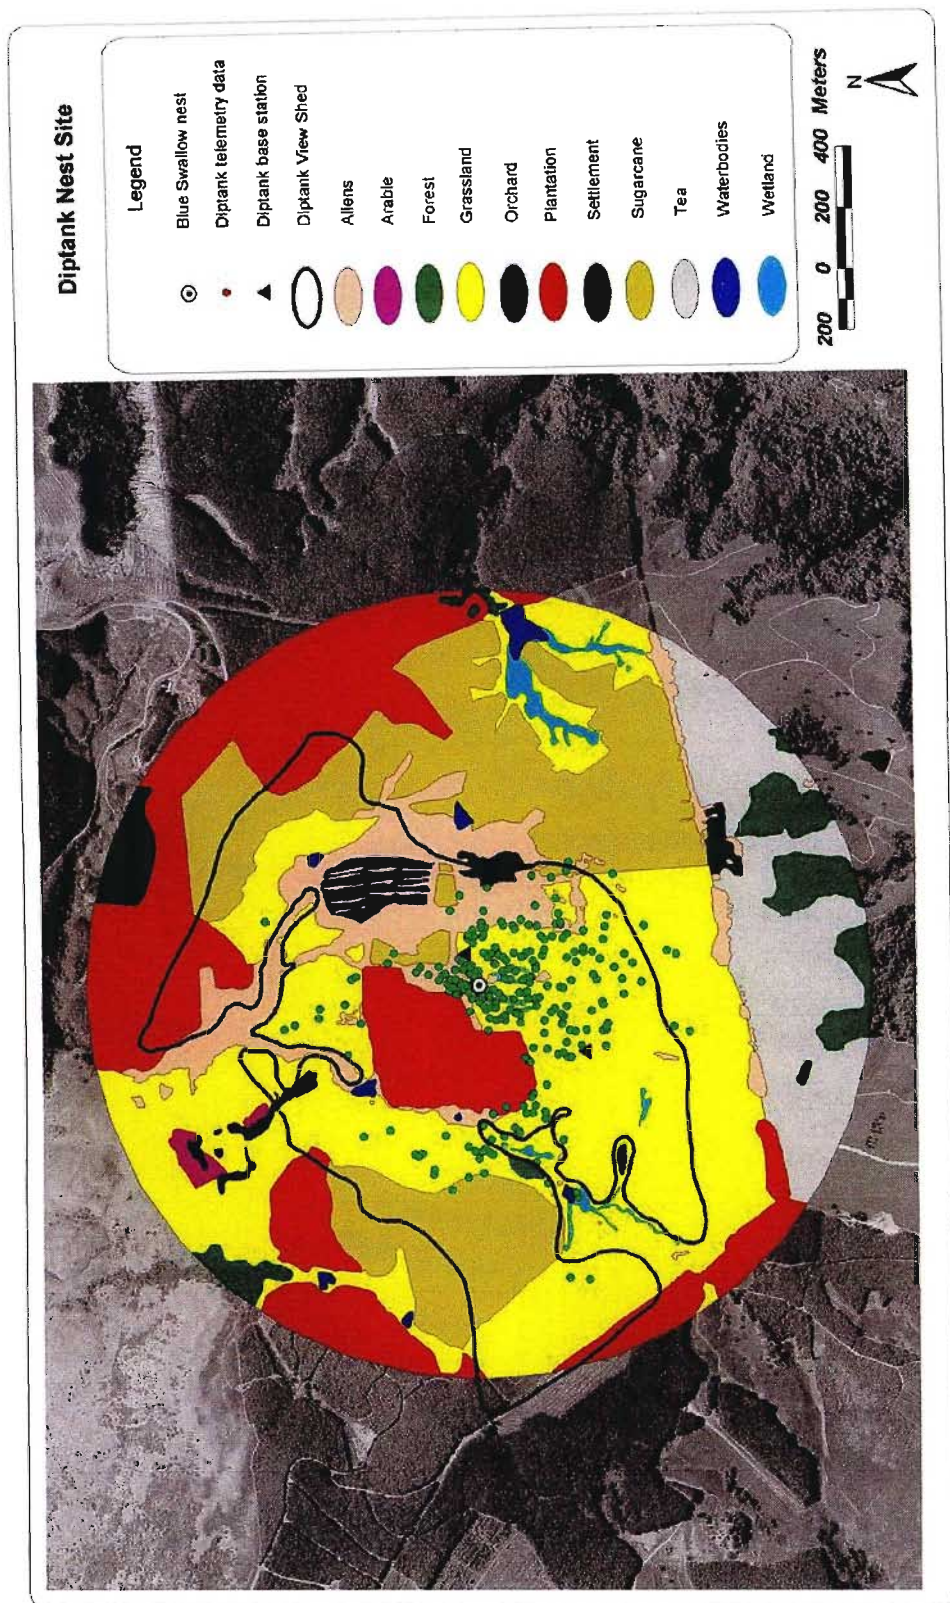 Diptank Nest Site
Legend
Blue Swallow nest
Diptank telemetry data
Diptank base station
Diptank View Shed
Aliens
Arable
Forest
Grassland
Orchard
Plantation
Settlement
Sugarcane
Tea
Waterbodies
Wetland
200 0 200 400 Meters
N